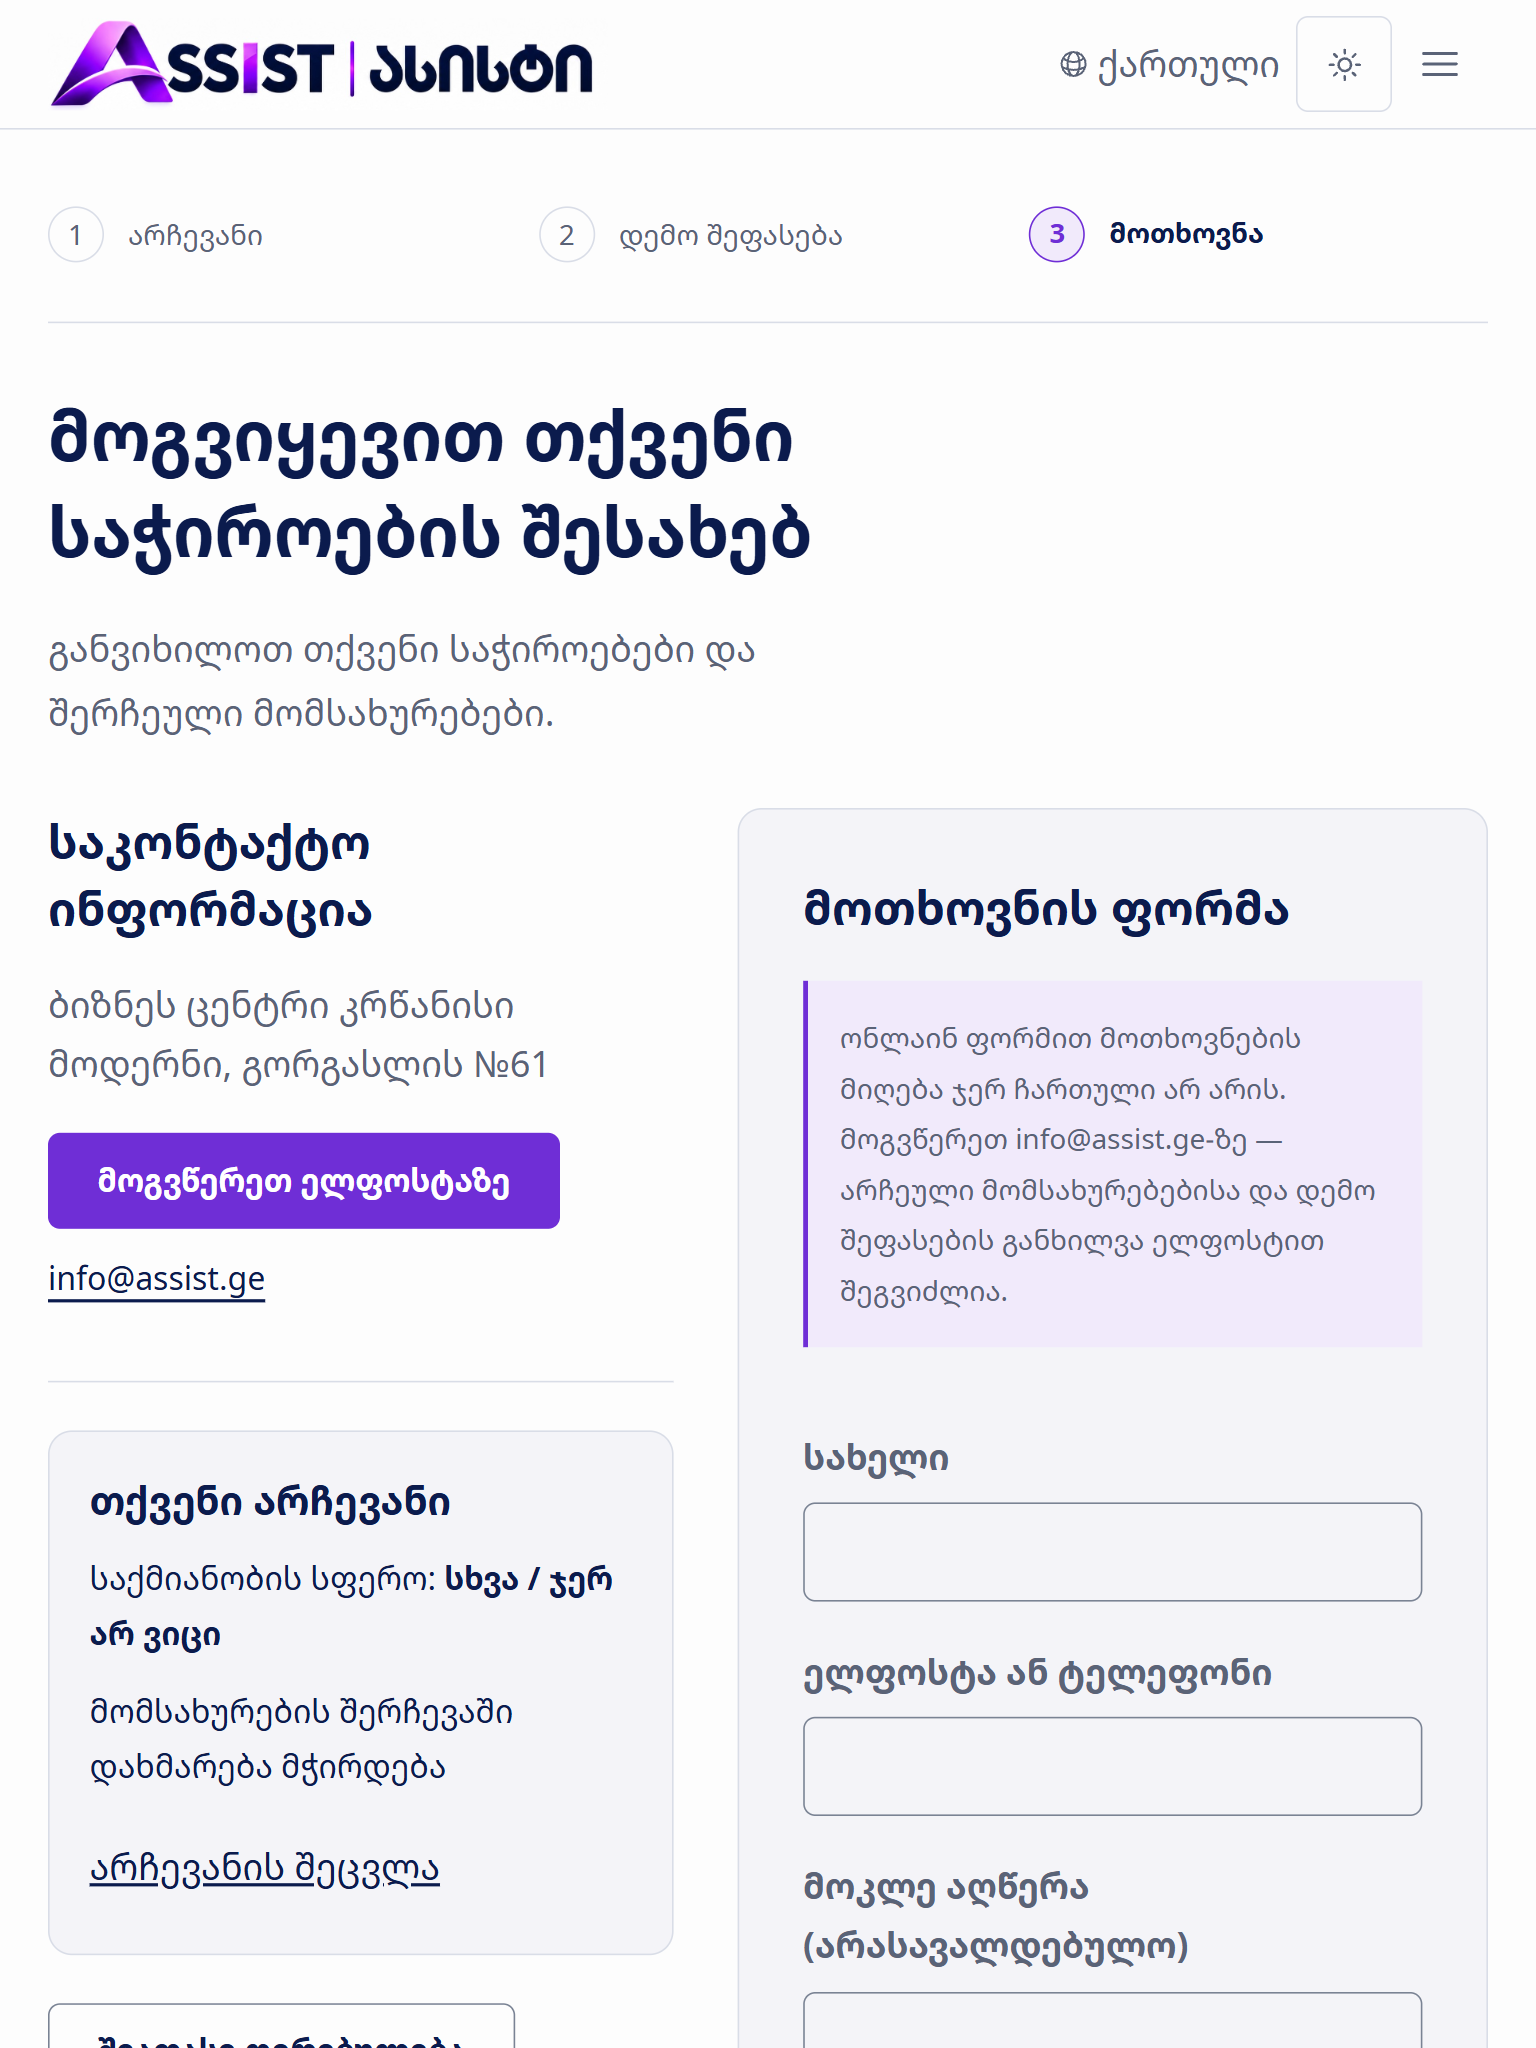 ASSIST | ასისტი
ქართული
1 არჩევანი
2 დემო შეფასება
3 მოთხოვნა
მოგვიყევით თქვენი
საჭიროების შესახებ
განვიხილოთ თქვენი საჭიროებები და
შერჩეული მომსახურებები.
საკონტაქტო
ინფორმაცია
ბიზნეს ცენტრი კრწანისი
მოდერნი, გორგასლის №61
მოგვწერეთ ელფოსტაზე
info@assist.ge
თქვენი არჩევანი
საქმიანობის სფერო: სხვა / ჯერ
არ ვიცი
მომსახურების შერჩევაში
დახმარება მჭირდება
არჩევანის შეცვლა
მოთხოვნის ფორმა
ონლაინ ფორმით მოთხოვნების
მიღება ჯერ ჩართული არ არის.
მოგვწერეთ info@assist.ge-ზე —
არჩეული მომსახურებებისა და დემო
შეფასების განხილვა ელფოსტით
შეგვიძლია.
სახელი
ელფოსტა ან ტელეფონი
მოკლე აღწერა
(არასავალდებულო)